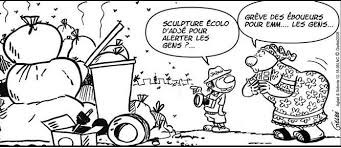 SCULPTURE ÉCOLO
D'ADJÉ POUR
ALERTER LES
GENS ?...
GRÈVE DES ÉBOUEURS
POUR EMM.... LES GENS...